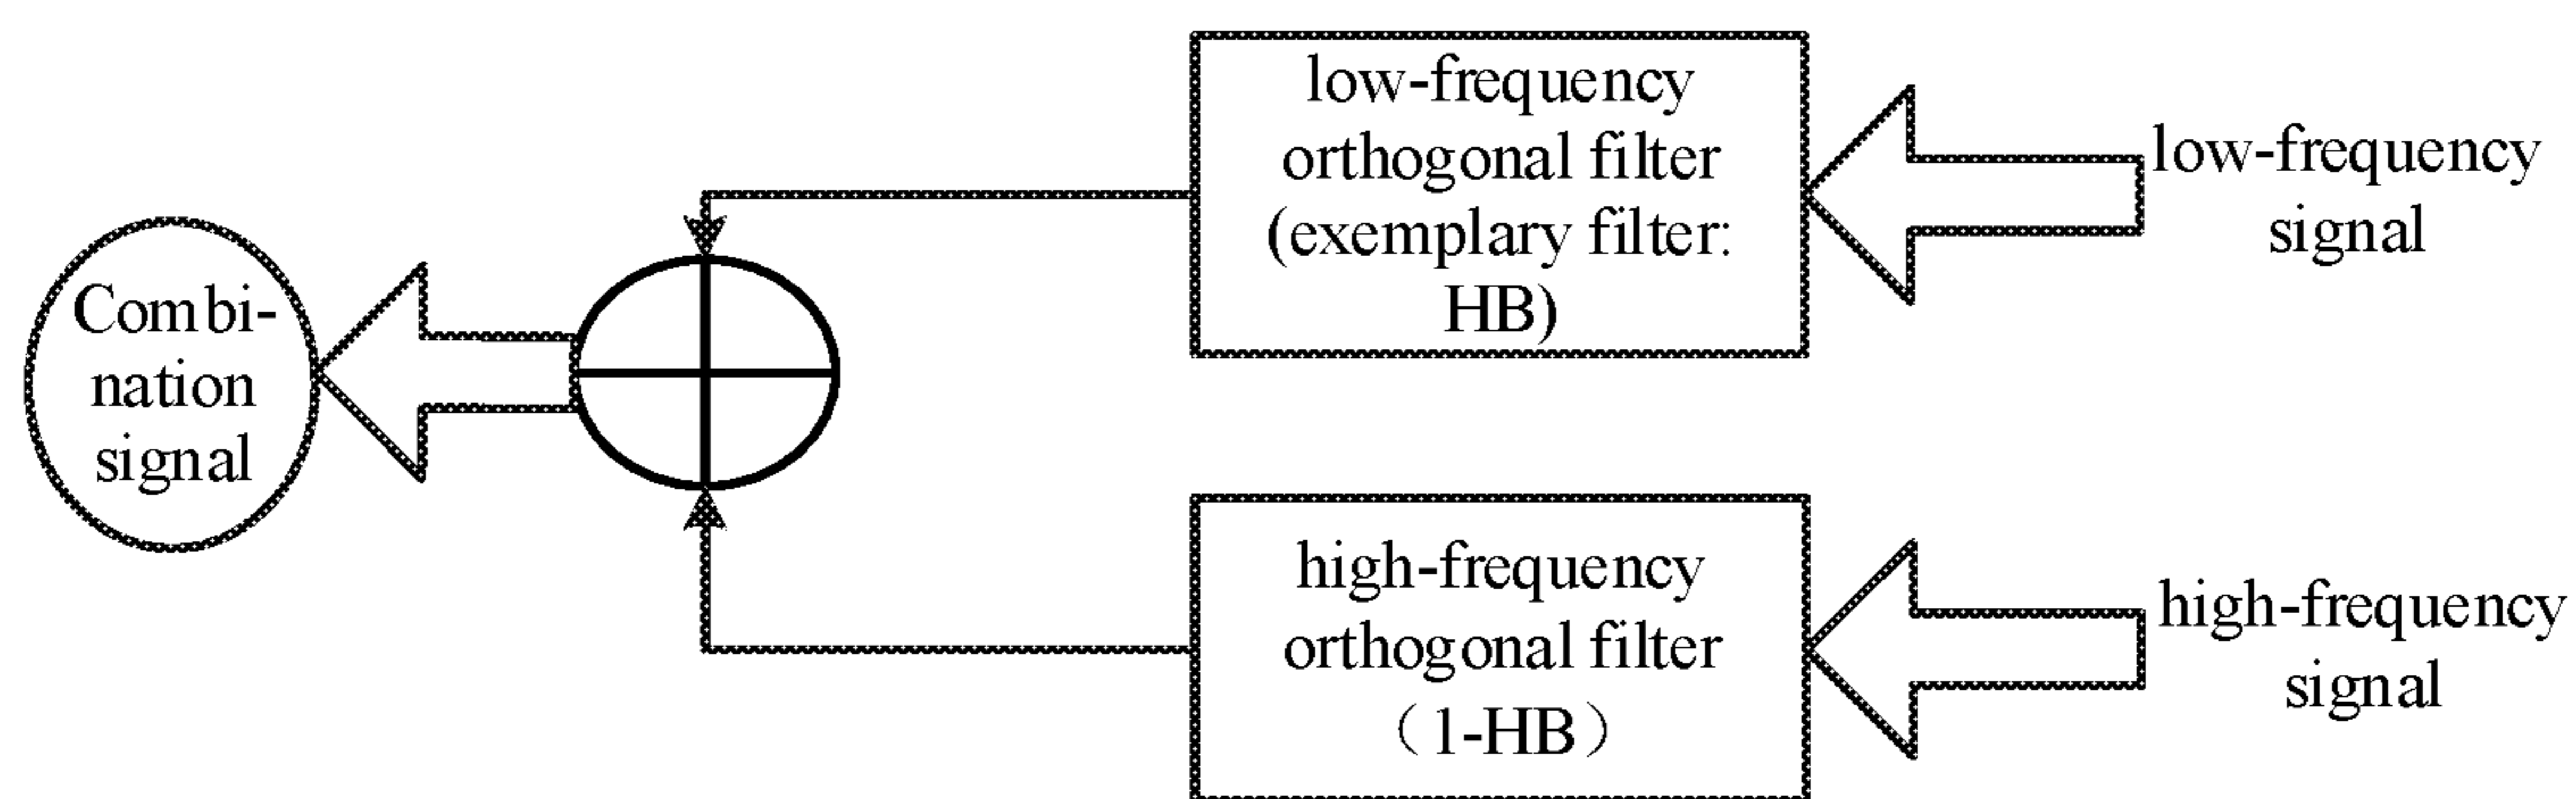 low-frequency
orthogonal filter
(exemplary filter:
HB)
low-frequency
signal
Combi-
nation
signal
high-frequency
orthogonal filter
（1-HB）
high-frequency
signal